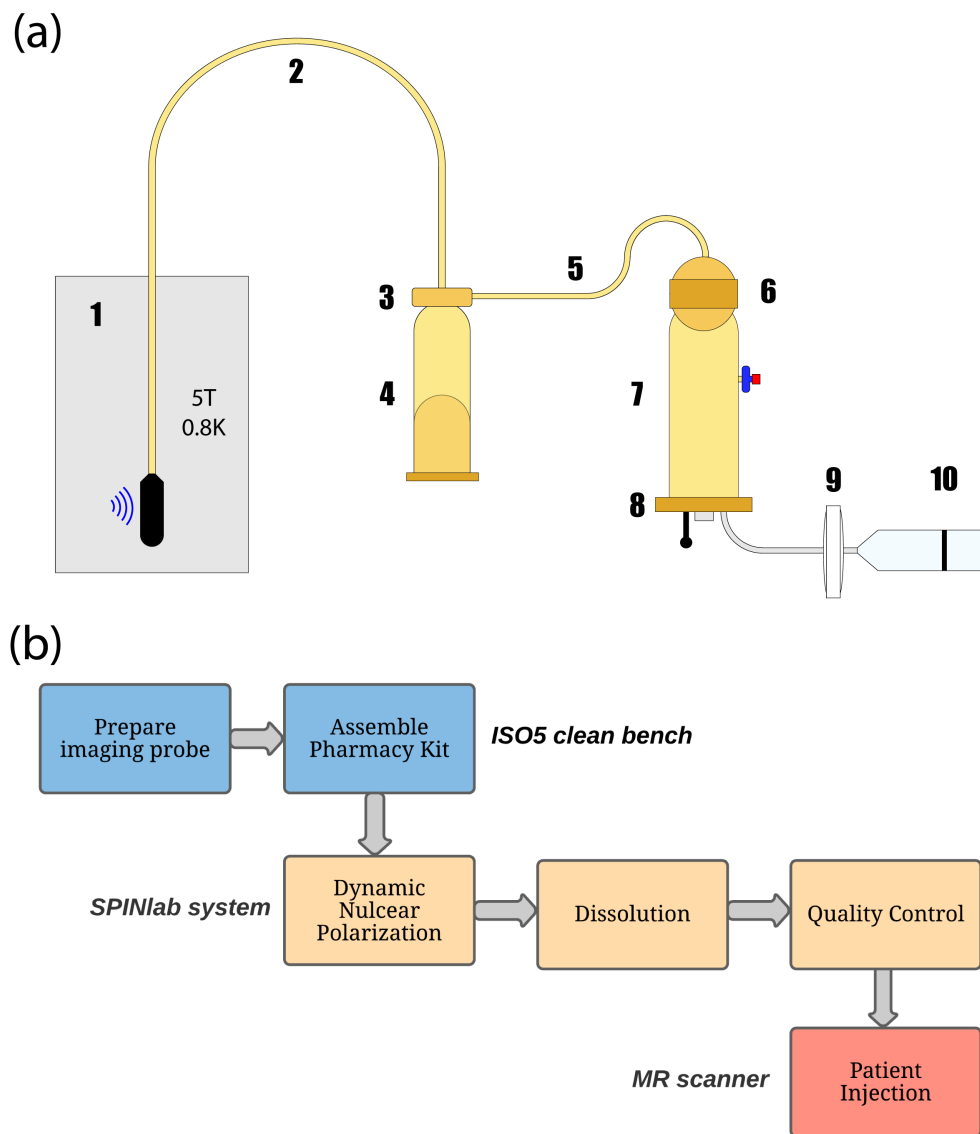 (a)
2
1
5T
0.8K
3
4
5
6
7
8
9
10
(b)
Prepare
imaging probe
Assemble
Pharmacy Kit
ISO5 clean bench
SPINlab system
Dynamic
Nulcear
Polarization
Dissolution
Quality Control
MR scanner
Patient
Injection